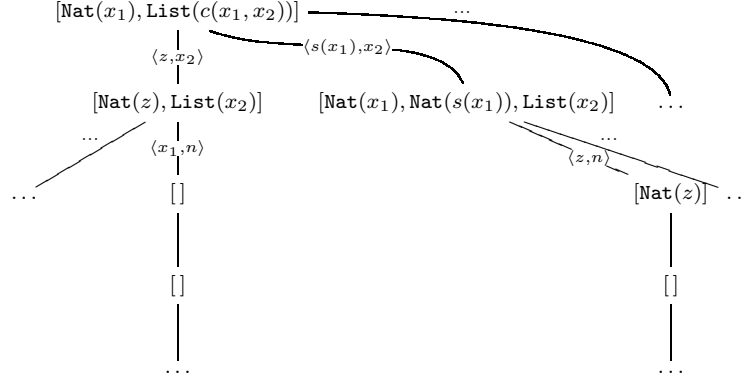 [Nat(x₁), List(c(x₁, x₂))] ...
⟨z,x₂⟩ ⟨s(x₁),x₂⟩
[Nat(z), List(x₂)] [Nat(x₁), Nat(s(x₁)), List(x₂)] ...
... ⟨x₁,n⟩ ⟨z,n⟩ ...
... [ ] [Nat(z)] ..
[ ] [ ]
... ...